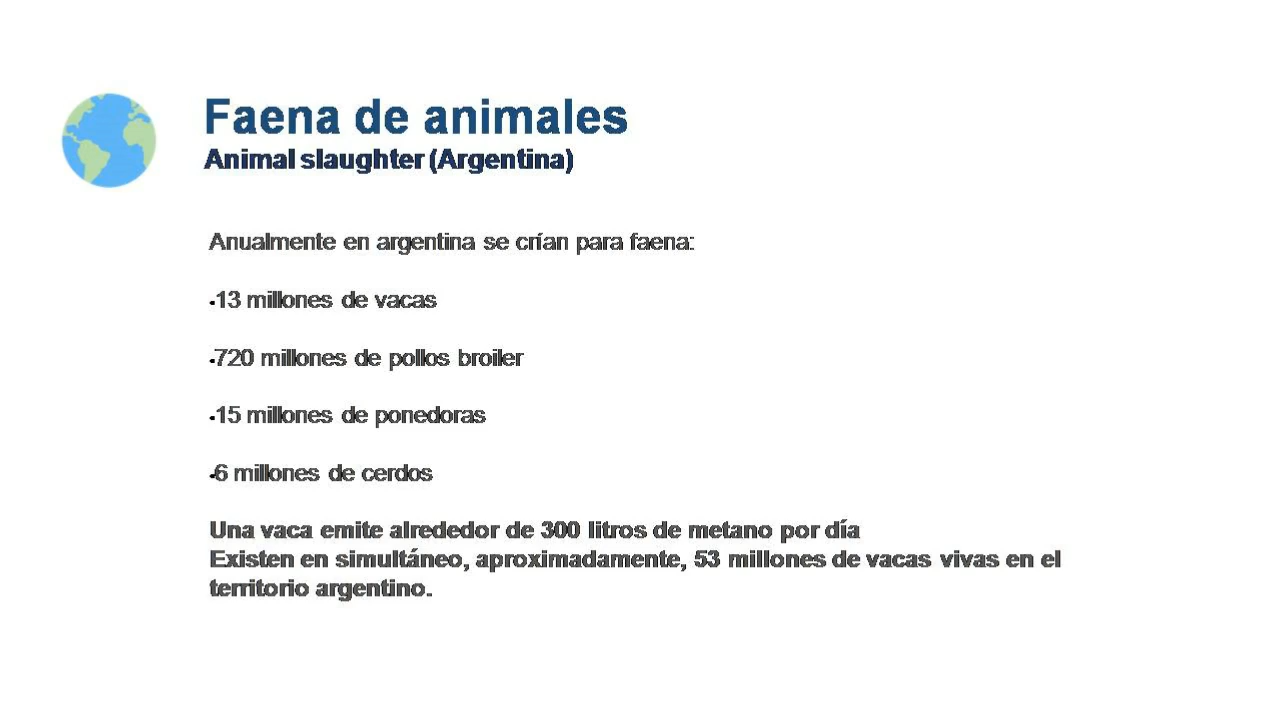 Faena de animales
Animal slaughter (Argentina)
Anualmente en argentina se crían para faena:
•13 millones de vacas
•720 millones de pollos broiler
•15 millones de ponedoras
•6 millones de cerdos
Una vaca emite alrededor de 300 litros de metano por día
Existen en simultáneo, aproximadamente, 53 millones de vacas vivas en el
territorio argentino.